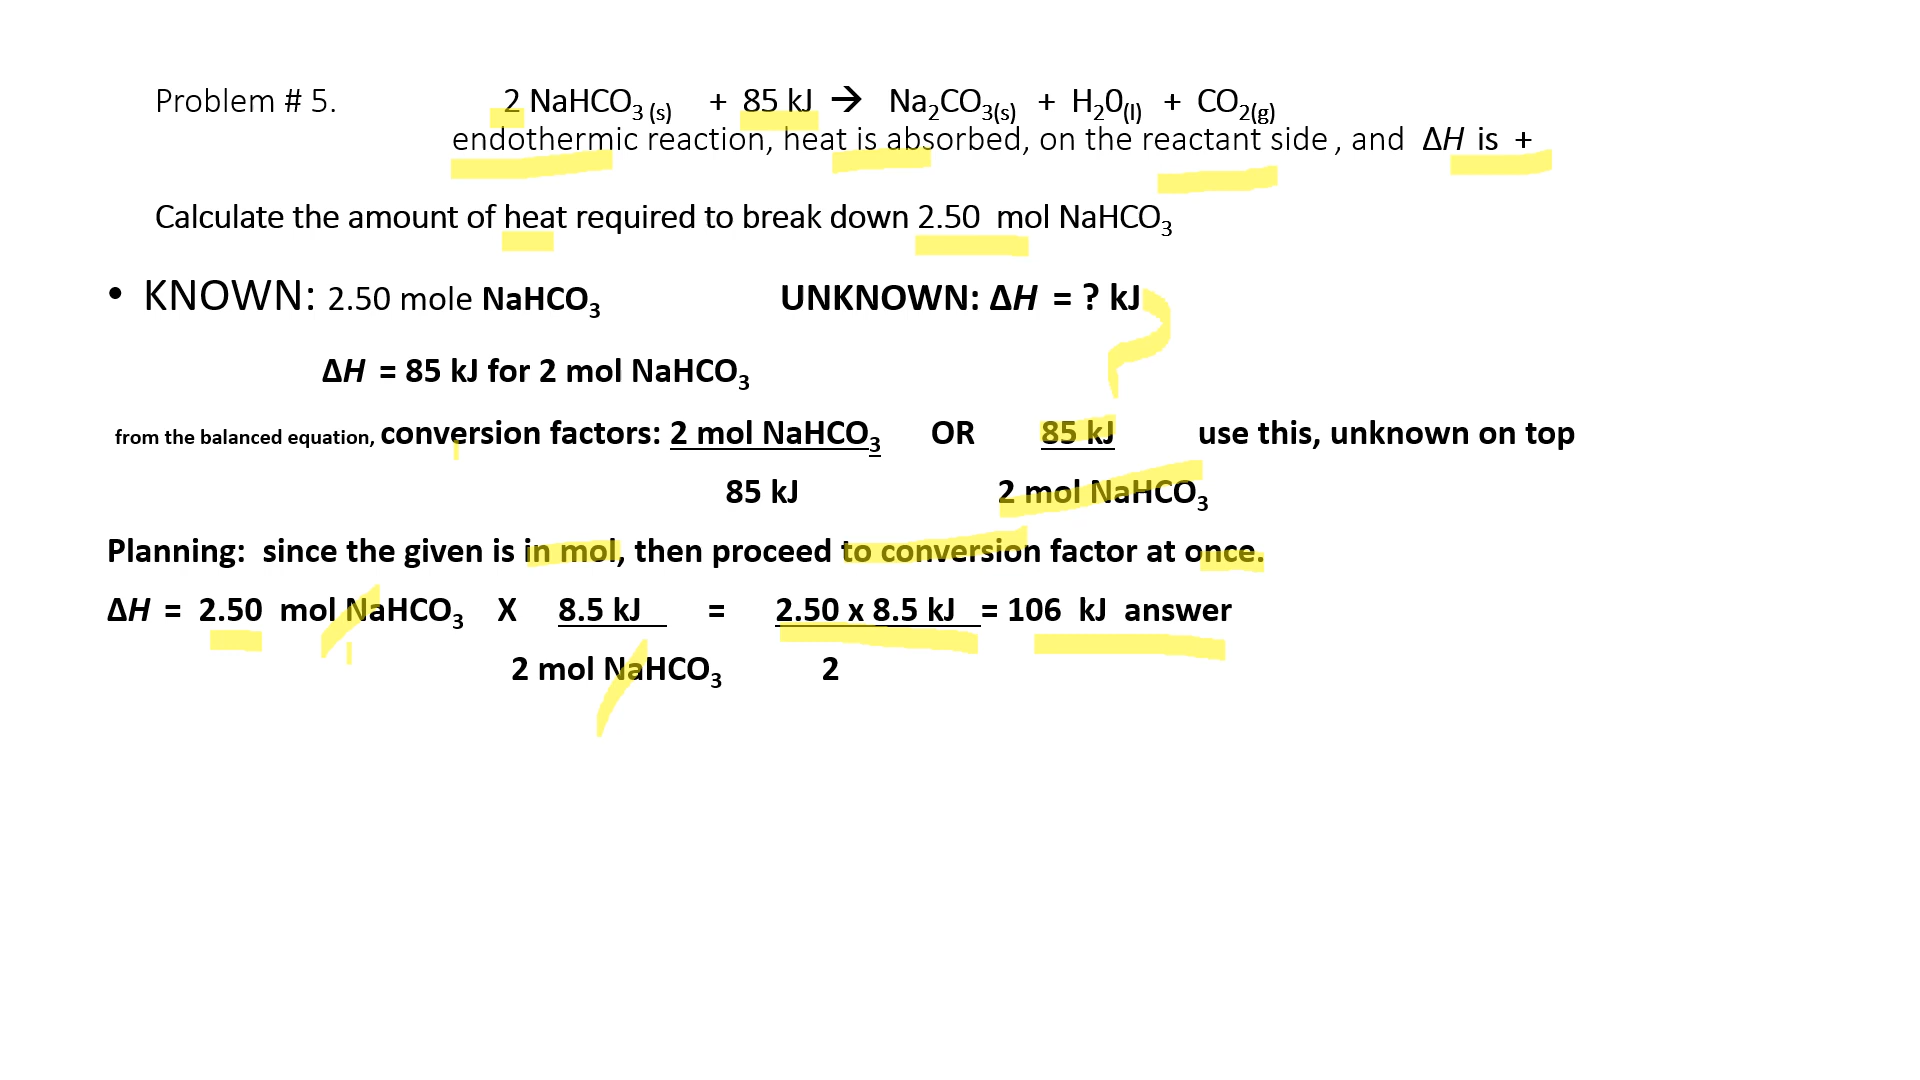 Problem # 5. 2 NaHCO3 (s) + 85 kJ → Na2CO3(s) + H20(l) + CO2(g)
endothermic reaction, heat is absorbed, on the reactant side , and ΔH is +
Calculate the amount of heat required to break down 2.50 mol NaHCO3
• KNOWN: 2.50 mole NaHCO3 UNKNOWN: ΔH = ? kJ
ΔH = 85 kJ for 2 mol NaHCO3
from the balanced equation, conversion factors: 2 mol NaHCO3 OR 85 kJ use this, unknown on top
85 kJ 2 mol NaHCO3
Planning: since the given is in mol, then proceed to conversion factor at once.
ΔH = 2.50 mol NaHCO3 X 8.5 kJ = 2.50 x 8.5 kJ = 106 kJ answer
2 mol NaHCO3 2